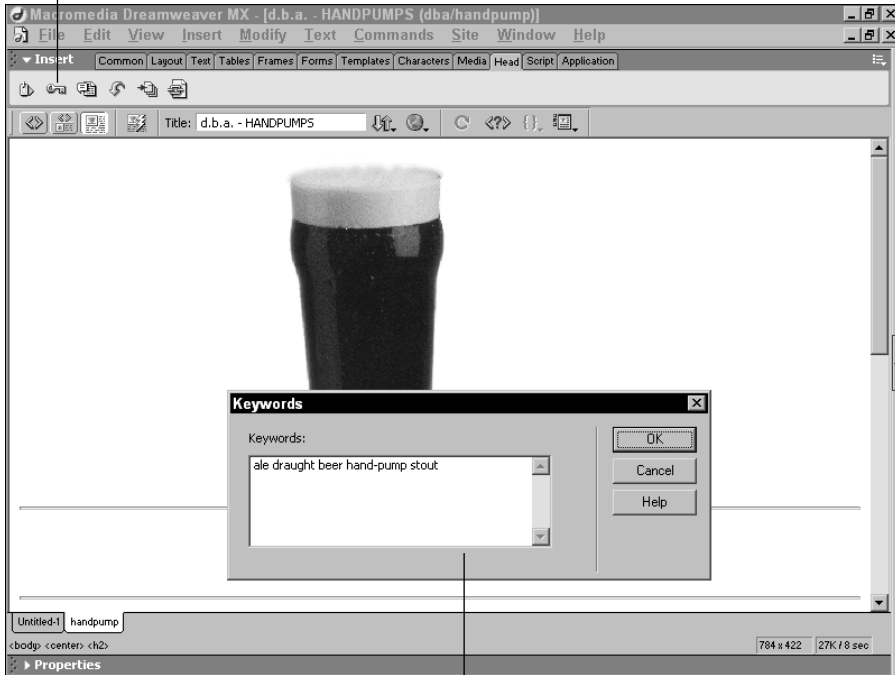 Macromedia Dreamweaver MX - [d.b.a. - HANDPUMPS (dba/handpump)]
File Edit View Insert Modify Text Commands Site Window Help
Insert Common Layout Text Tables Frames Forms Templates Characters Media Head Script Application
Title: d.b.a. - HANDPUMPS
Keywords
Keywords:
ale draught beer hand-pump stout
OK
Cancel
Help
Untitled-1 handpump
<body> <center> <h2> 784 x 422 27K / 8 sec
Properties